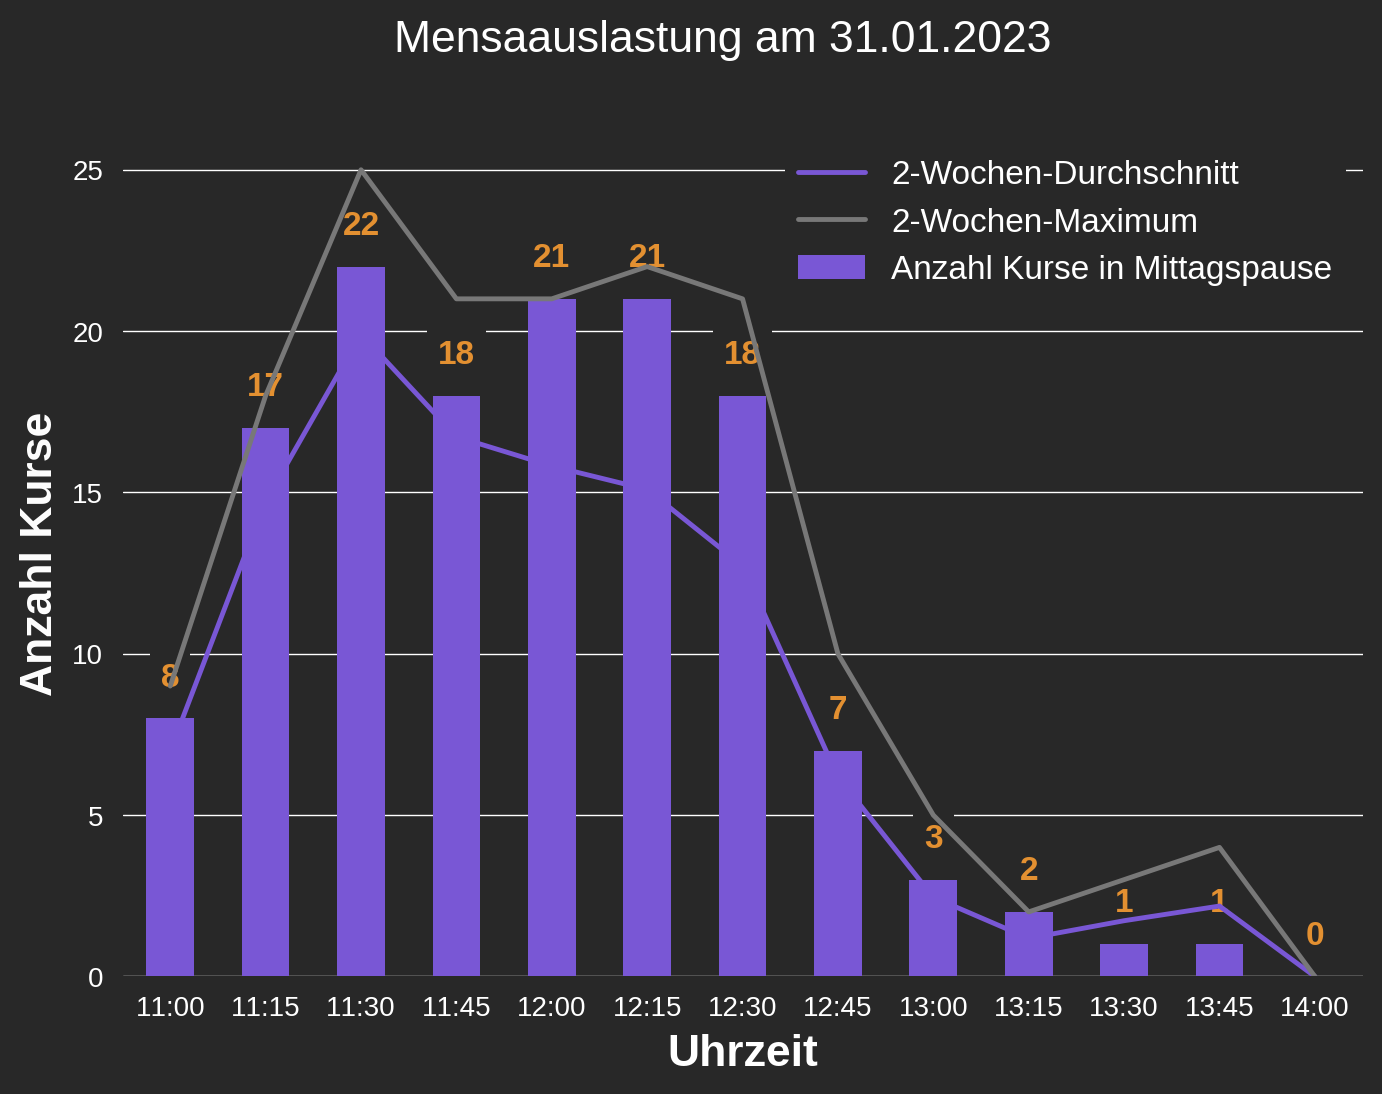 Mensaauslastung am 31.01.2023
2-Wochen-Durchschnitt
2-Wochen-Maximum
Anzahl Kurse in Mittagspause
Anzahl Kurse
25
20
15
10
5
0
8
17
22
18
21
21
18
7
3
2
1
1
0
11:00 11:15 11:30 11:45 12:00 12:15 12:30 12:45 13:00 13:15 13:30 13:45 14:00
Uhrzeit